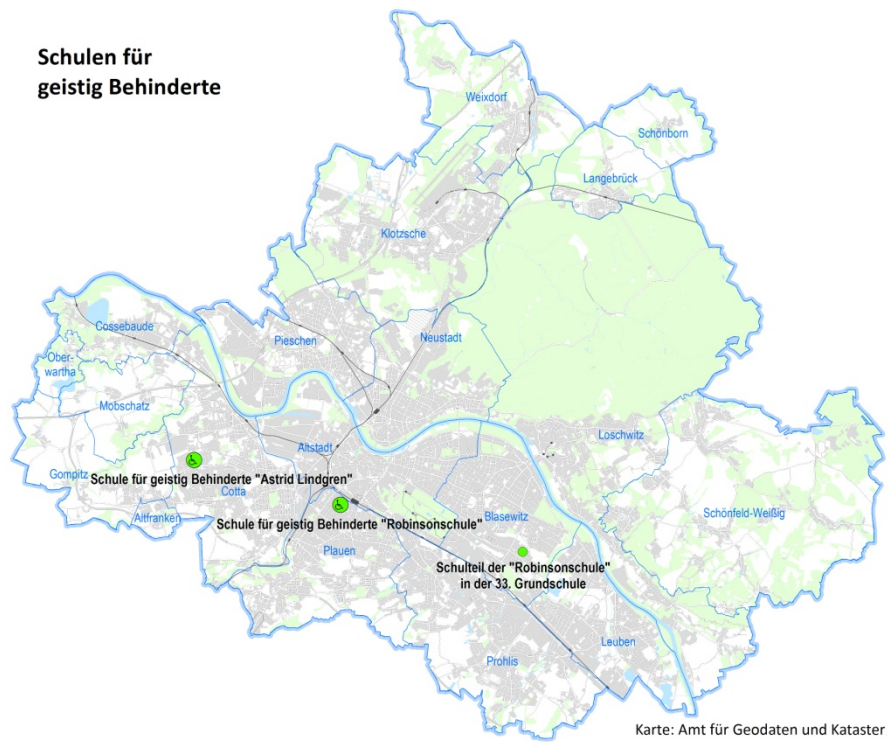 Schulen für
geistig Behinderte
Weixdorf
Schönborn
Langebrück
Klotzsche
Cossebaude
Pieschen
Neustadt
Ober-
wartha
Mobschatz
Altstadt
Loschwitz
Gompitz
Schule für geistig Behinderte "Astrid Lindgren"
Cotta
Blasewitz
Schönfeld-Weißig
Altfranken
Schule für geistig Behinderte "Robinsonschule"
Plauen
Schulteil der "Robinsonschule"
in der 33. Grundschule
Leuben
Prohlis
Karte: Amt für Geodaten und Kataster